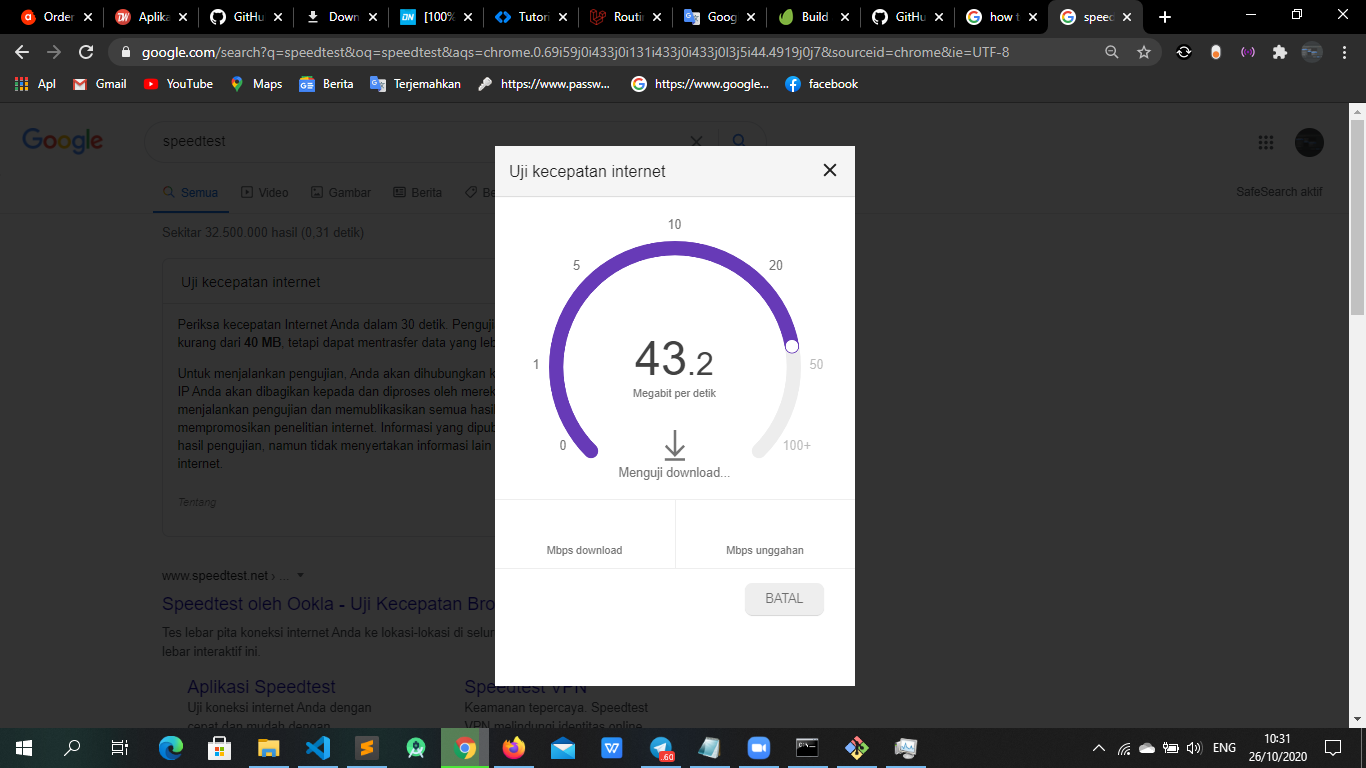 Order
Aplika
GitHu
Down
[100%
Tutori
Routin
Goog
Build
GitHu
how t
speed
google.com/search?q=speedtest&oq=speedtest&aqs=chrome.0.69i59j0i433j0i131i433j0i433j0l3j5i44.4919j0j7&sourceid=chrome&ie=UTF-8
Apl
Gmail
YouTube
Maps
Berita
Terjemahkan
https://www.passw...
https://www.google...
facebook
Google
speedtest
Semua
Video
Gambar
Berita
Be
SafeSearch aktif
Sekitar 32.500.000 hasil (0,31 detik)
Uji kecepatan internet
Periksa kecepatan Internet Anda dalam 30 detik. Penguji
kurang dari 40 MB, tetapi dapat mentrasfer data yang leb
Untuk menjalankan pengujian, Anda akan dihubungkan k
IP Anda akan dibagikan kepada dan diproses oleh merek
menjalankan pengujian dan memublikasikan semua hasil
mempromosikan penelitian internet. Informasi yang dipub
hasil pengujian, namun tidak menyertakan informasi lain
internet.
Tentang
www.speedtest.net › ...
Speedtest oleh Ookla - Uji Kecepatan Bro
Tes lebar pita koneksi internet Anda ke lokasi-lokasi di selur
lebar interaktif ini.
Aplikasi Speedtest
Uji koneksi internet Anda dengan
cepat dan mudah dengan
Speedtest VPN
Keamanan tepercaya. Speedtest
VPN melindungi identitas online
Uji kecepatan internet
0
1
5
10
20
50
100+
43.2
Megabit per detik
Menguji download...
Mbps download
Mbps unggahan
BATAL
.60
ENG
10:31
26/10/2020